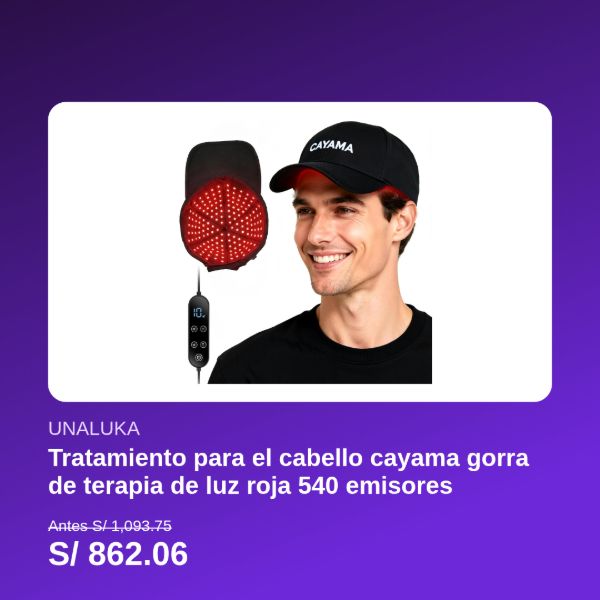 CAYAMA
10
UNALUKA
Tratamiento para el cabello cayama gorra
de terapia de luz roja 540 emisores
Antes S/ 1,093.75
S/ 862.06